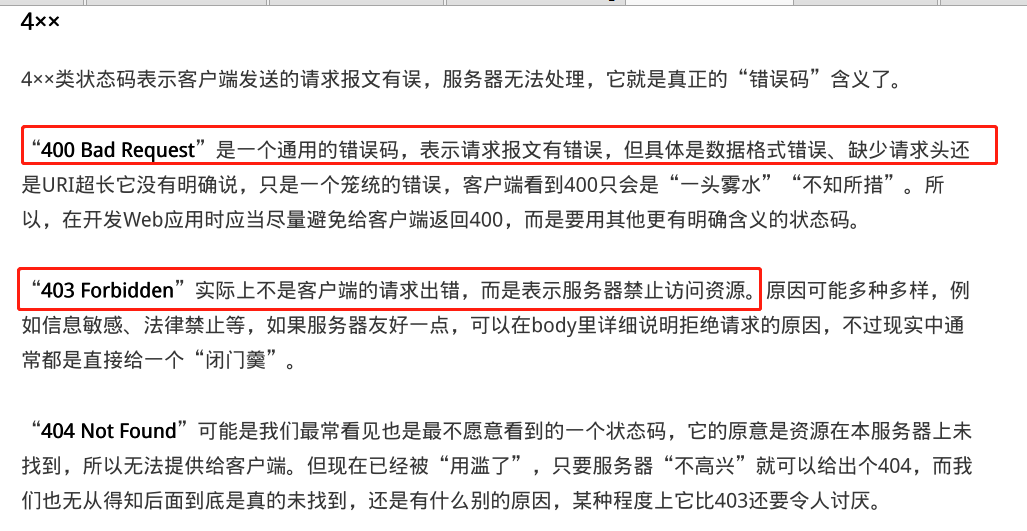 4××
4××类状态码表示客户端发送的请求报文有误，服务器无法处理，它就是真正的“错误码”含义了。
“400 Bad Request”是一个通用的错误码，表示请求报文有错误，但具体是数据格式错误、缺少请求头还
是URI超长它没有明确说，只是一个笼统的错误，客户端看到400只会是“一头雾水”“不知所措”。所
以，在开发Web应用时应当尽量避免给客户端返回400，而是要用其他更有明确含义的状态码。
“403 Forbidden”实际上不是客户端的请求出错，而是表示服务器禁止访问资源。原因可能多种多样，例
如信息敏感、法律禁止等，如果服务器友好一点，可以在body里详细说明拒绝请求的原因，不过现实中通
常都是直接给一个“闭门羹”。
“404 Not Found”可能是我们最常看见也是最不愿意看到的一个状态码，它的原意是资源在本服务器上未
找到，所以无法提供给客户端。但现在已经被“用滥了”，只要服务器“不高兴”就可以给出个404，而我
们也无从得知后面到底是真的未找到，还是有什么别的原因，某种程度上它比403还要令人讨厌。